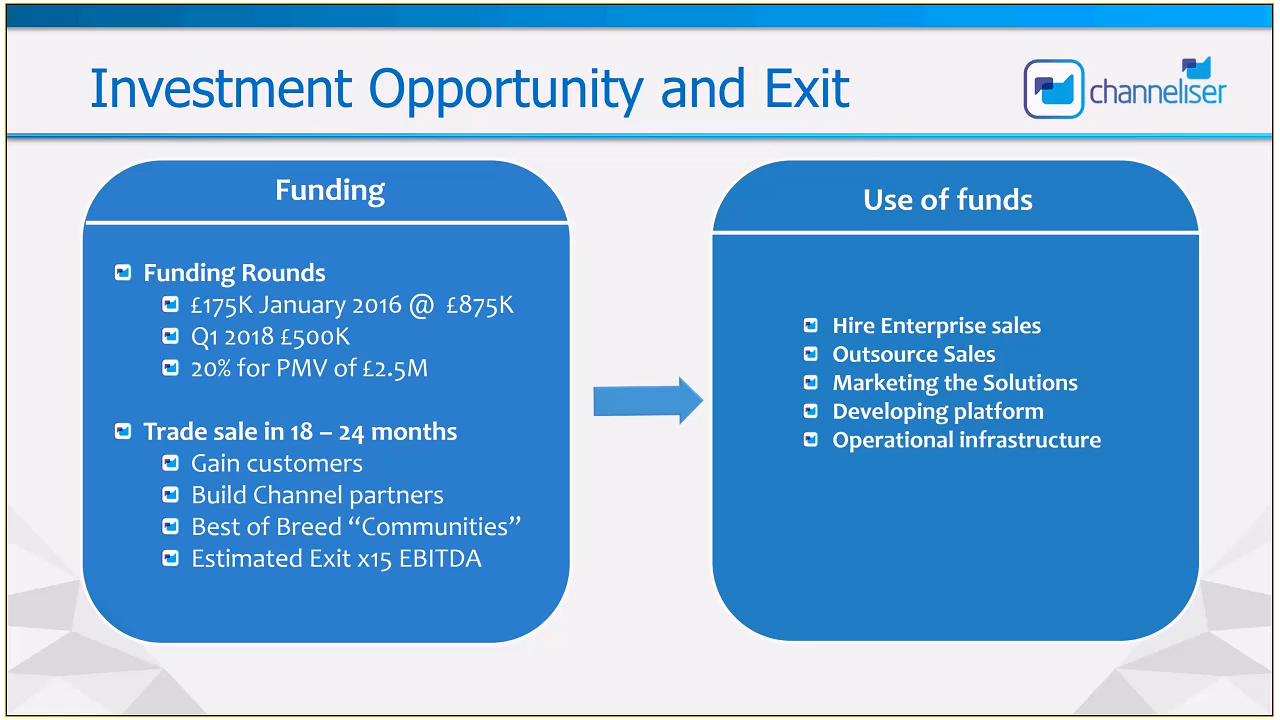 Investment Opportunity and Exit
channeliser
Funding
Funding Rounds
£175K January 2016 @ £875K
Q1 2018 £500K
20% for PMV of £2.5M
Trade sale in 18 – 24 months
Gain customers
Build Channel partners
Best of Breed “Communities”
Estimated Exit x15 EBITDA
Use of funds
Hire Enterprise sales
Outsource Sales
Marketing the Solutions
Developing platform
Operational infrastructure